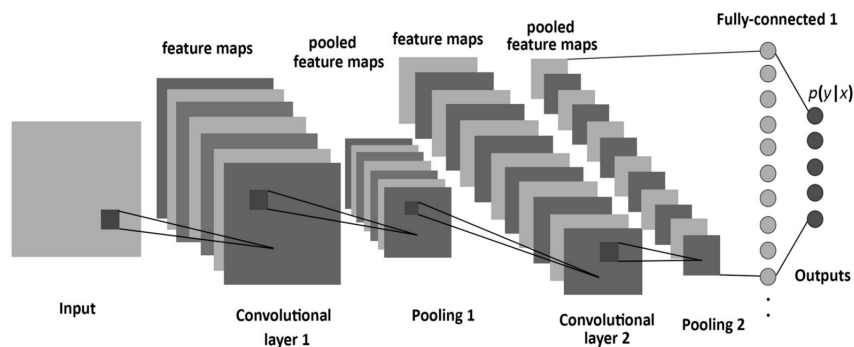 Fully-connected 1
feature maps
pooled
feature maps
feature maps
pooled
feature maps
p(y|x)
Input
Convolutional
layer 1
Pooling 1
Convolutional
layer 2
Pooling 2
Outputs